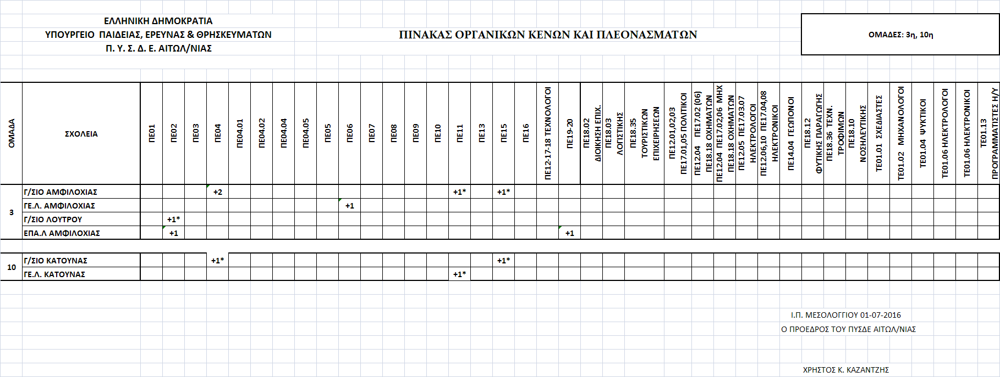 ΕΛΛΗΝΙΚΗ ΔΗΜΟΚΡΑΤΙΑ
ΥΠΟΥΡΓΕΙΟ ΠΑΙΔΕΙΑΣ, ΕΡΕΥΝΑΣ & ΘΡΗΣΚΕΥΜΑΤΩΝ
Π. Υ. Σ. Δ. Ε. ΑΙΤΩΛ/ΝΙΑΣ
ΠΙΝΑΚΑΣ ΟΡΓΑΝΙΚΩΝ ΚΕΝΩΝ ΚΑΙ ΠΛΕΟΝΑΣΜΑΤΩΝ
ΟΜΑΔΕΣ: 3η, 10η
ΟΜΑΔΑ
ΣΧΟΛΕΙΑ
ΠΕ01
ΠΕ02
ΠΕ03
ΠΕ04
ΠΕ04.01
ΠΕ04.02
ΠΕ04.04
ΠΕ04.05
ΠΕ05
ΠΕ06
ΠΕ07
ΠΕ08
ΠΕ09
ΠΕ10
ΠΕ11
ΠΕ13
ΠΕ15
ΠΕ16
ΠΕ12-17-18 ΤΕΧΝΟΛΟΓΟΙ
ΠΕ19-20
ΠΕ18.02
ΔΙΟΙΚΗΣΗ ΕΠΙΧ.
ΠΕ18.03
ΛΟΓΙΣΤΙΚΗΣ
ΠΕ18.35
ΤΟΥΡΙΣΤΙΚΩΝ
ΕΠΙΧΕΙΡΗΣΕΩΝ
ΠΕ12.01,02,03
ΠΕ17.01,05 ΠΟΛΙΤΙΚΟΙ
ΠΕ12.04 ΠΕ17.02 (06)
ΠΕ18.18 ΟΧΗΜΑΤΩΝ
ΠΕ12.04 ΠΕ17.02,06 ΜΗΧ
ΠΕ18.18 ΟΧΗΜΑΤΩΝ
ΠΕ12.05 ΠΕ17.03.07
ΗΛΕΚΤΡΟΛΟΓΟΙ
ΠΕ12.06,10 ΠΕ17.04,08
ΗΛΕΚΤΡΟΝΙΚΟΙ
ΠΕ14.04 ΓΕΩΠΟΝΟΙ
ΠΕ18.12
ΦΥΤΙΚΗΣ ΠΑΡΑΓΩΓΗΣ
ΠΕ18.36 ΤΕΧΝ.
ΤΡΟΦΙΜΩΝ
ΠΕ18.10
ΝΟΣΗΛΕΥΤΙΚΗΣ
ΤΕ01.01 ΣΧΕΔΙΑΣΤΕΣ
ΤΕ01.02 ΜΗΧΑΝΟΛΟΓΟΙ
ΤΕ01.04 ΨΥΚΤΙΚΟΙ
ΤΕ01.06 ΗΛΕΚΤΡΟΛΟΓΟΙ
ΤΕ01.06 ΗΛΕΚΤΡΟΝΙΚΟΙ
ΤΕ01.13
ΠΡΟΓΡΑΜΜΑΤΙΣΤΕΣ Η/Υ
3
Γ/ΣΙΟ ΑΜΦΙΛΟΧΙΑΣ +2 +1* +1*
ΓΕ.Λ. ΑΜΦΙΛΟΧΙΑΣ +1
Γ/ΣΙΟ ΛΟΥΤΡΟΥ +1*
ΕΠΑ.Λ ΑΜΦΙΛΟΧΙΑΣ +1 +1
10
Γ/ΣΙΟ ΚΑΤΟΥΝΑΣ +1* +1*
ΓΕ.Λ. ΚΑΤΟΥΝΑΣ +1*
Ι.Π. ΜΕΣΟΛΟΓΓΙΟΥ 01-07-2016
Ο ΠΡΟΕΔΡΟΣ ΤΟΥ ΠΥΣΔΕ ΑΙΤΩΛ/ΝΙΑΣ
ΧΡΗΣΤΟΣ Κ. ΚΑΖΑΝΤΖΗΣ